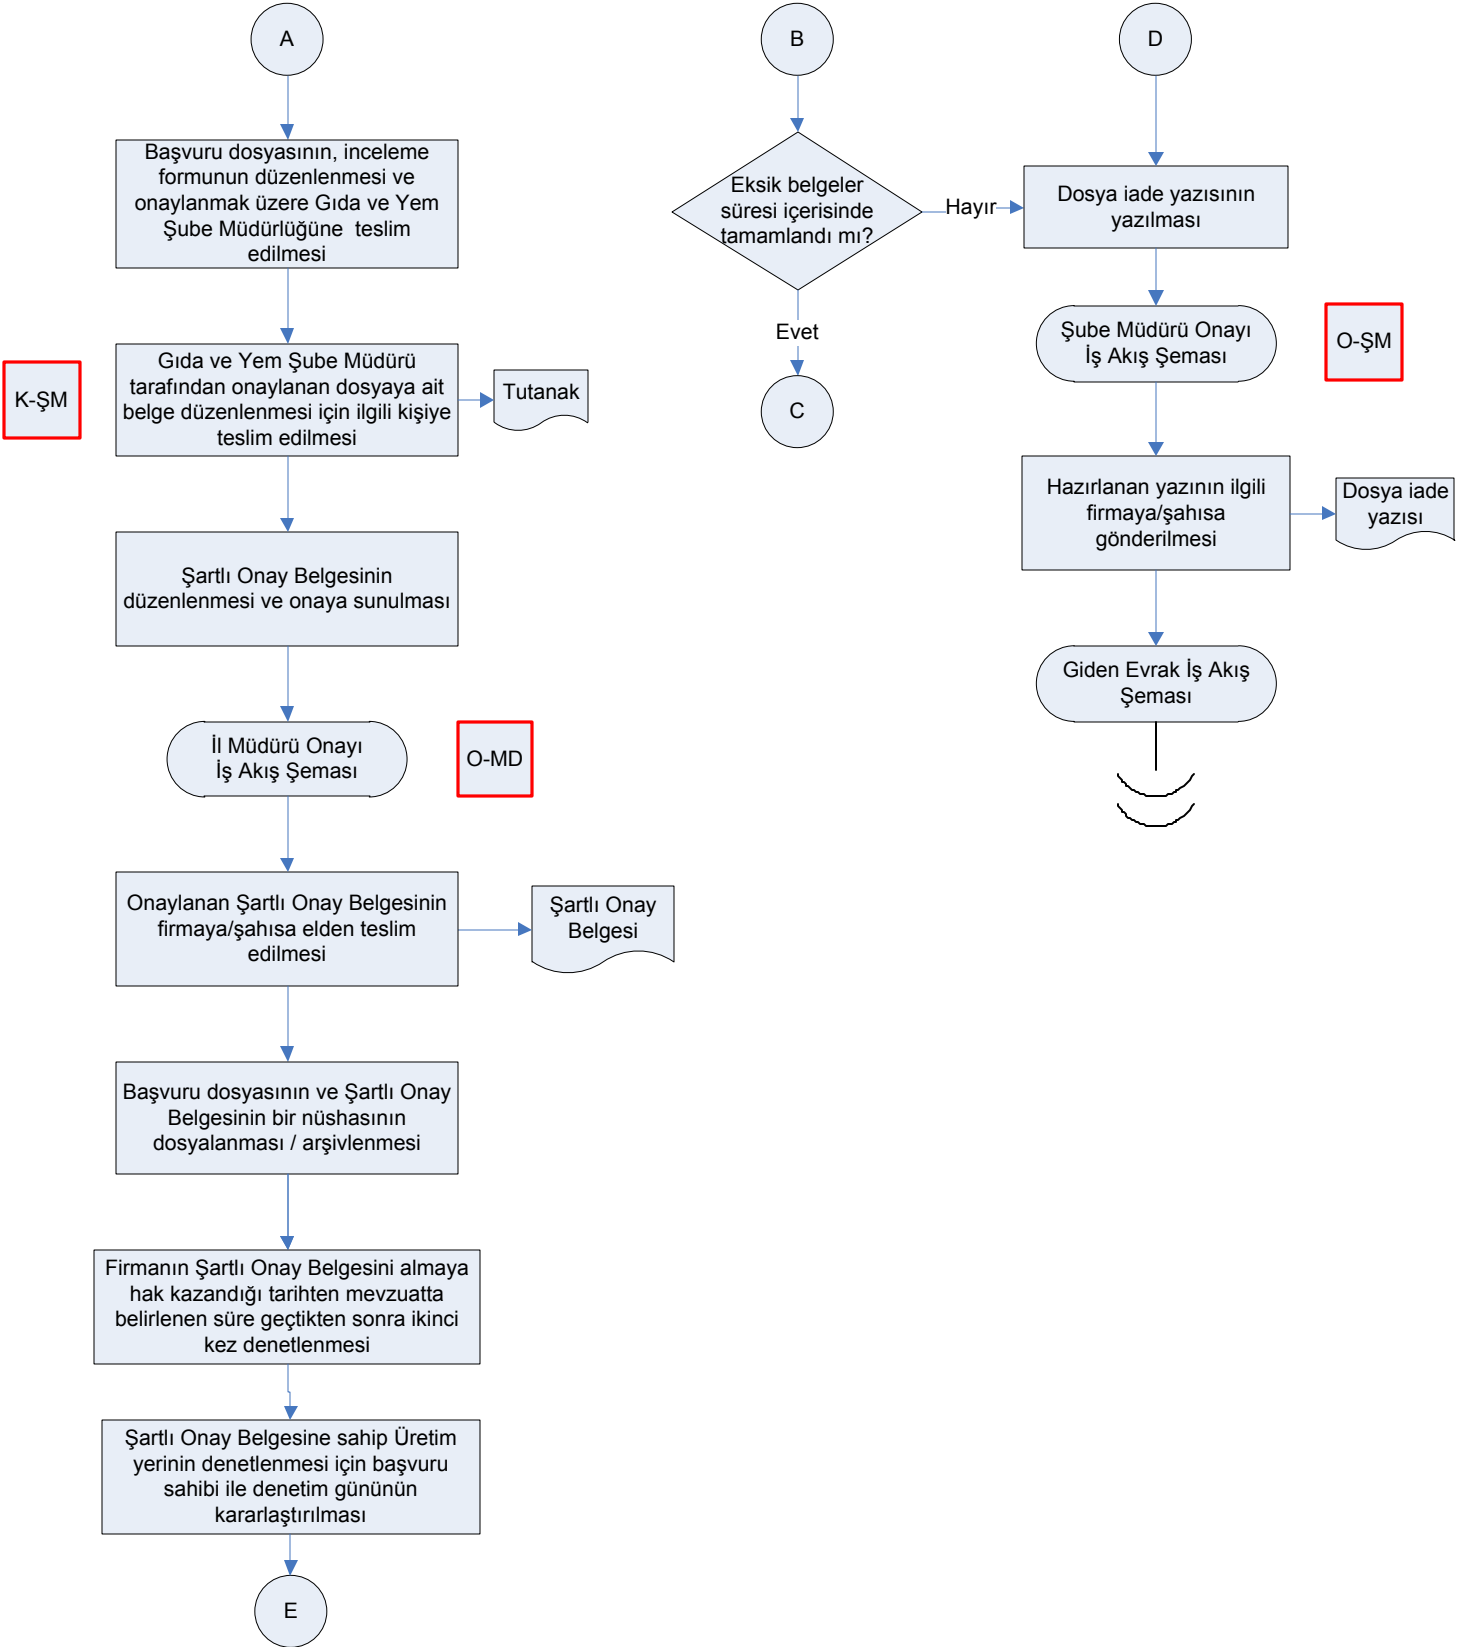 A
Başvuru dosyasının, inceleme
formunun düzenlenmesi ve
onaylanmak üzere Gıda ve Yem
Şube Müdürlüğüne  teslim
edilmesi
K-ŞM
Gıda ve Yem Şube Müdürü
tarafından onaylanan dosyaya ait
belge düzenlenmesi için ilgili kişiye
teslim edilmesi
Tutanak
Şartlı Onay Belgesinin
düzenlenmesi ve onaya sunulması
İl Müdürü Onayı
İş Akış Şeması
O-MD
Onaylanan Şartlı Onay Belgesinin
firmaya/şahısa elden teslim
edilmesi
Şartlı Onay
Belgesi
Başvuru dosyasının ve Şartlı Onay
Belgesinin bir nüshasının
dosyalanması / arşivlenmesi
Firmanın Şartlı Onay Belgesini almaya
hak kazandığı tarihten mevzuatta
belirlenen süre geçtikten sonra ikinci
kez denetlenmesi
Şartlı Onay Belgesine sahip Üretim
yerinin denetlenmesi için başvuru
sahibi ile denetim gününün
kararlaştırılması
E
B
Eksik belgeler
süresi içerisinde
tamamlandı mı?
Hayır
Evet
C
D
Dosya iade yazısının
yazılması
Şube Müdürü Onayı
İş Akış Şeması
O-ŞM
Hazırlanan yazının ilgili
firmaya/şahısa
gönderilmesi
Dosya iade
yazısı
Giden Evrak İş Akış
Şeması